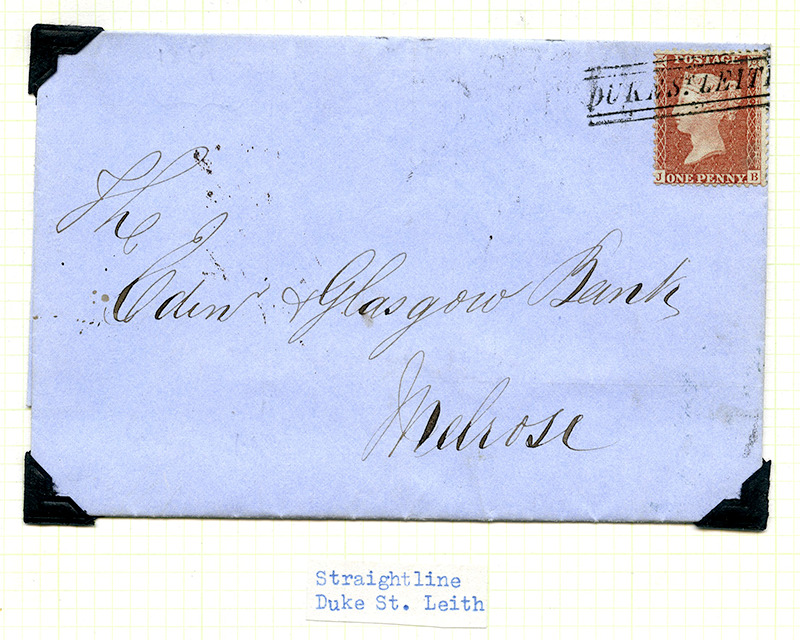 POSTAGE
DUKE St. LEITH
J ONE PENNY. B
The
Edinr & Glasgow Bank
Melrose
Straightline
Duke St. Leith